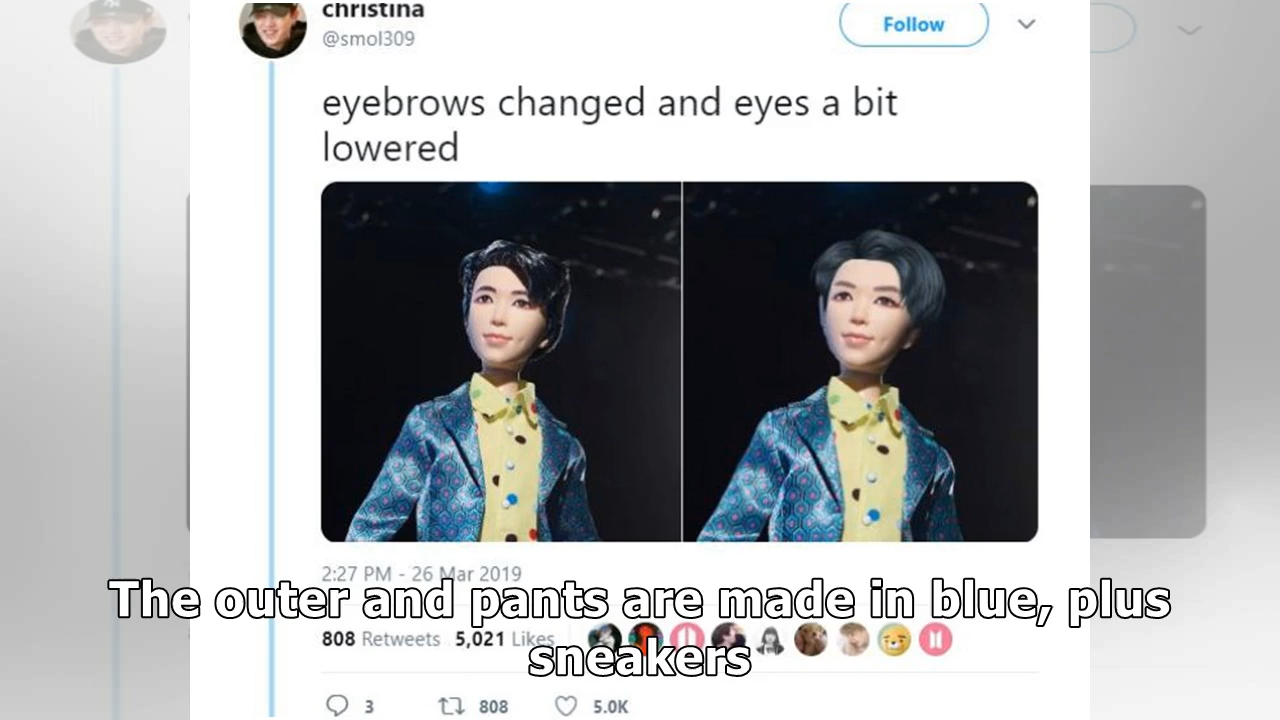 christina
@smol309
Follow
eyebrows changed and eyes a bit
lowered
2:27 PM - 26 Mar 2019
The outer and pants are made in blue, plus
sneakers
808 Retweets 5,021 Likes
3 808 5.0K